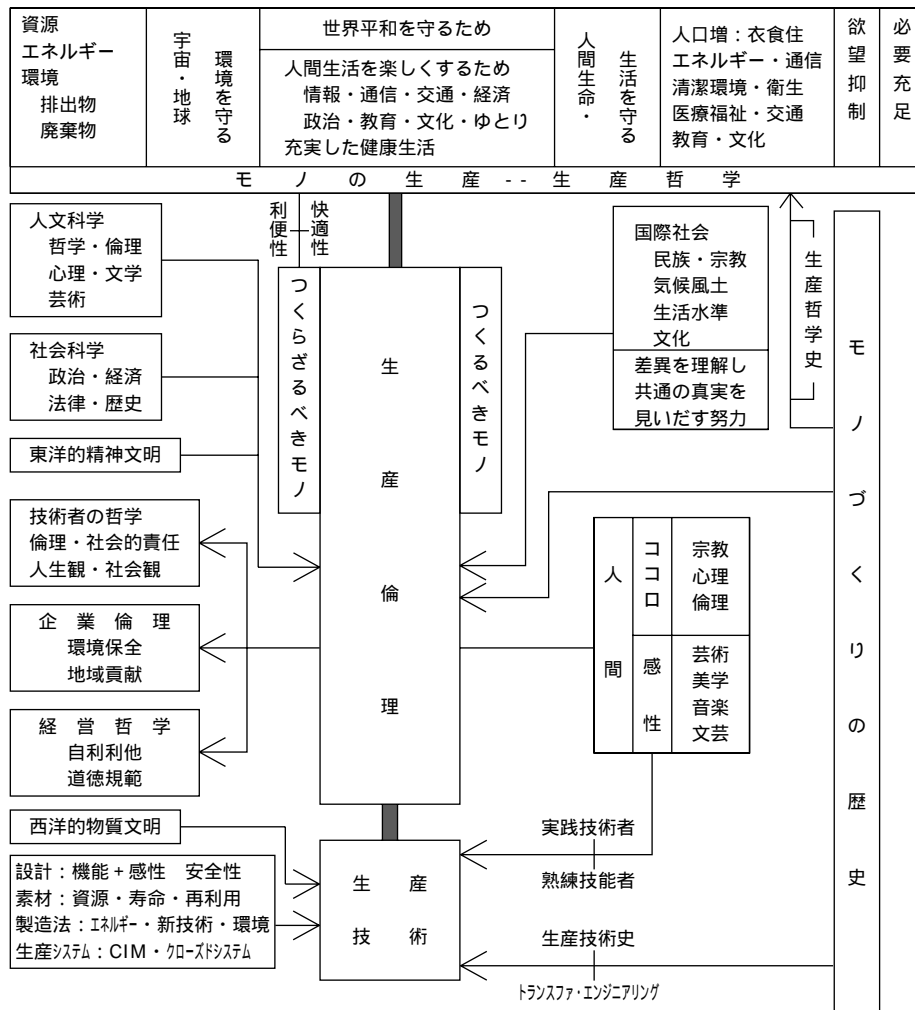 資源
エネルギー
環境
排出物
廃棄物
宇宙・地球
環境を守る
世界平和を守るため
人間生活を楽しくするため
情報・通信・交通・経済
政治・教育・文化・ゆとり
充実した健康生活
人間生命・
生活を守る
人口増：衣食住
エネルギー・通信
清潔環境・衛生
医療福祉・交通
教育・文化
欲望抑制
必要充足
モノの生産--生産哲学
人文科学
哲学・倫理
心理・文学
芸術
社会科学
政治・経済
法律・歴史
東洋的精神文明
技術者の哲学
倫理・社会的責任
人生観・社会観
企業倫理
環境保全
地域貢献
経営哲学
自利利他
道徳規範
西洋的物質文明
設計：機能＋感性　安全性
素材：資源・寿命・再利用
製造法：エネルギー・新技術・環境
生産システム：CIM・クローズドシステム
利便性
快適性
つくらざるべきモノ
生産倫理
つくるべきモノ
生産
技術
国際社会
民族・宗教
気候風土
生活水準
文化
差異を理解し
共通の真実を
見いだす努力
生産哲学史
人間
ココロ
宗教
心理
倫理
感性
芸術
美学
音楽
文芸
実践技術者
熟練技能者
生産技術史
トランスファ・エンジニアリング
モノづくりの歴史